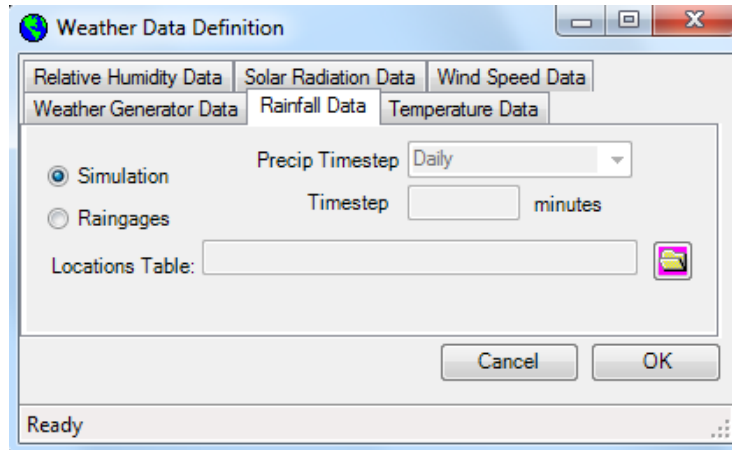 Weather Data Definition
Relative Humidity Data Solar Radiation Data Wind Speed Data
Weather Generator Data Rainfall Data Temperature Data
Simulation Precip Timestep Daily
Raingages Timestep minutes
Locations Table:
Cancel OK
Ready